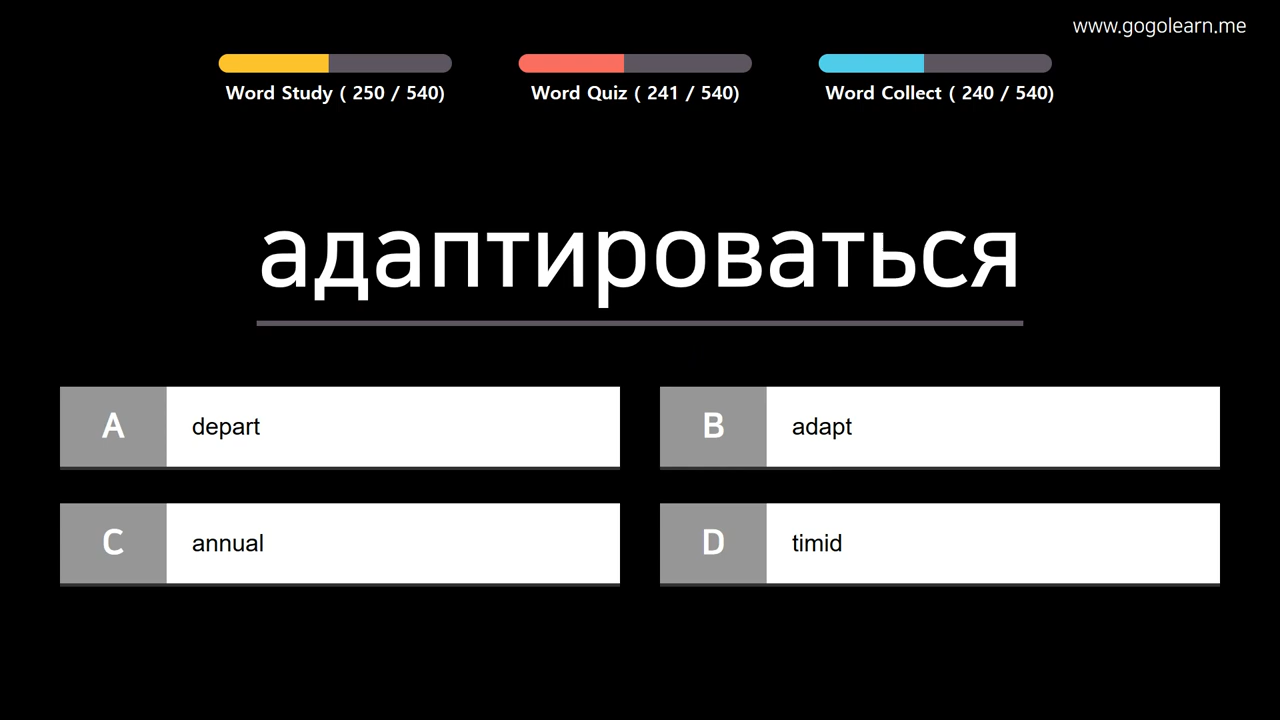 www.gogolearn.me
Word Study ( 250 / 540)
Word Quiz ( 241 / 540)
Word Collect ( 240 / 540)
адаптироваться
A depart
B adapt
C annual
D timid